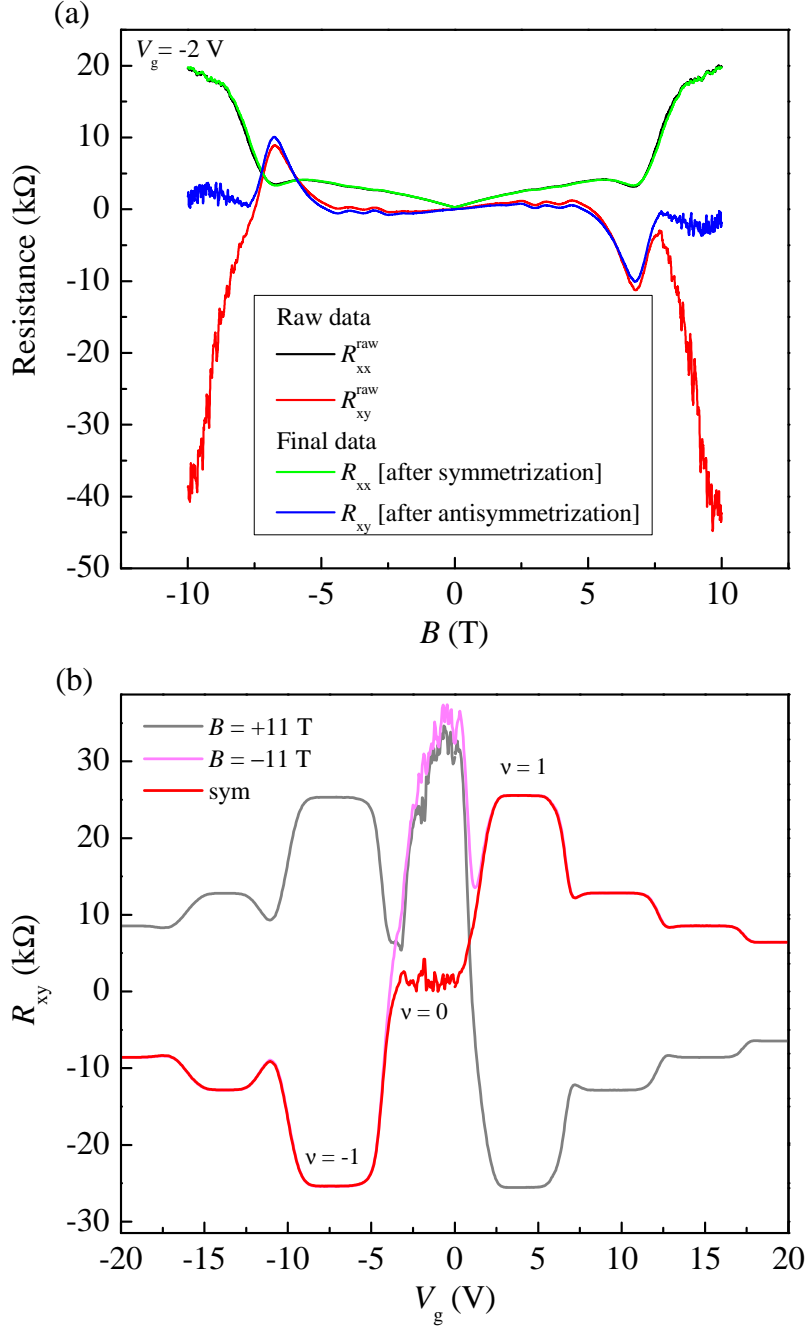 (a)
V_g = -2 V
20
10
0
-10
-20
-30
-40
-50
Resistance (kΩ)
Raw data
R_xx^raw
R_xy^raw
Final data
R_xx [after symmetrization]
R_xy [after antisymmetrization]
-10 -5 0 5 10
B (T)
(b)
B = +11 T
B = −11 T
sym
ν = 1
ν = 0
ν = -1
30
20
10
0
-10
-20
-30
R_xy (kΩ)
-20 -15 -10 -5 0 5 10 15 20
V_g (V)